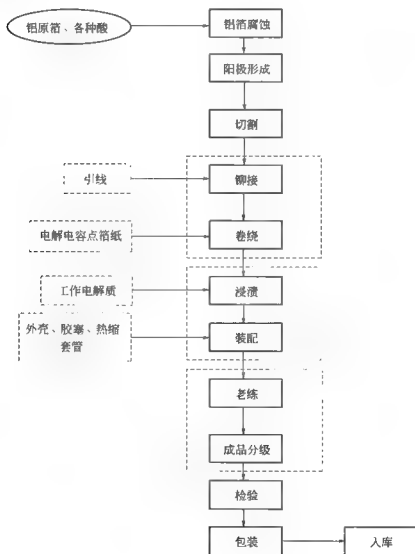 铝原箔、各种酸
铝箔腐蚀
阳极形成
切割
引线
铆接
电解电容点箔纸
卷绕
工作电解质
浸渍
外壳、胶塞、热缩
套管
装配
老练
成品分级
检验
包装
入库